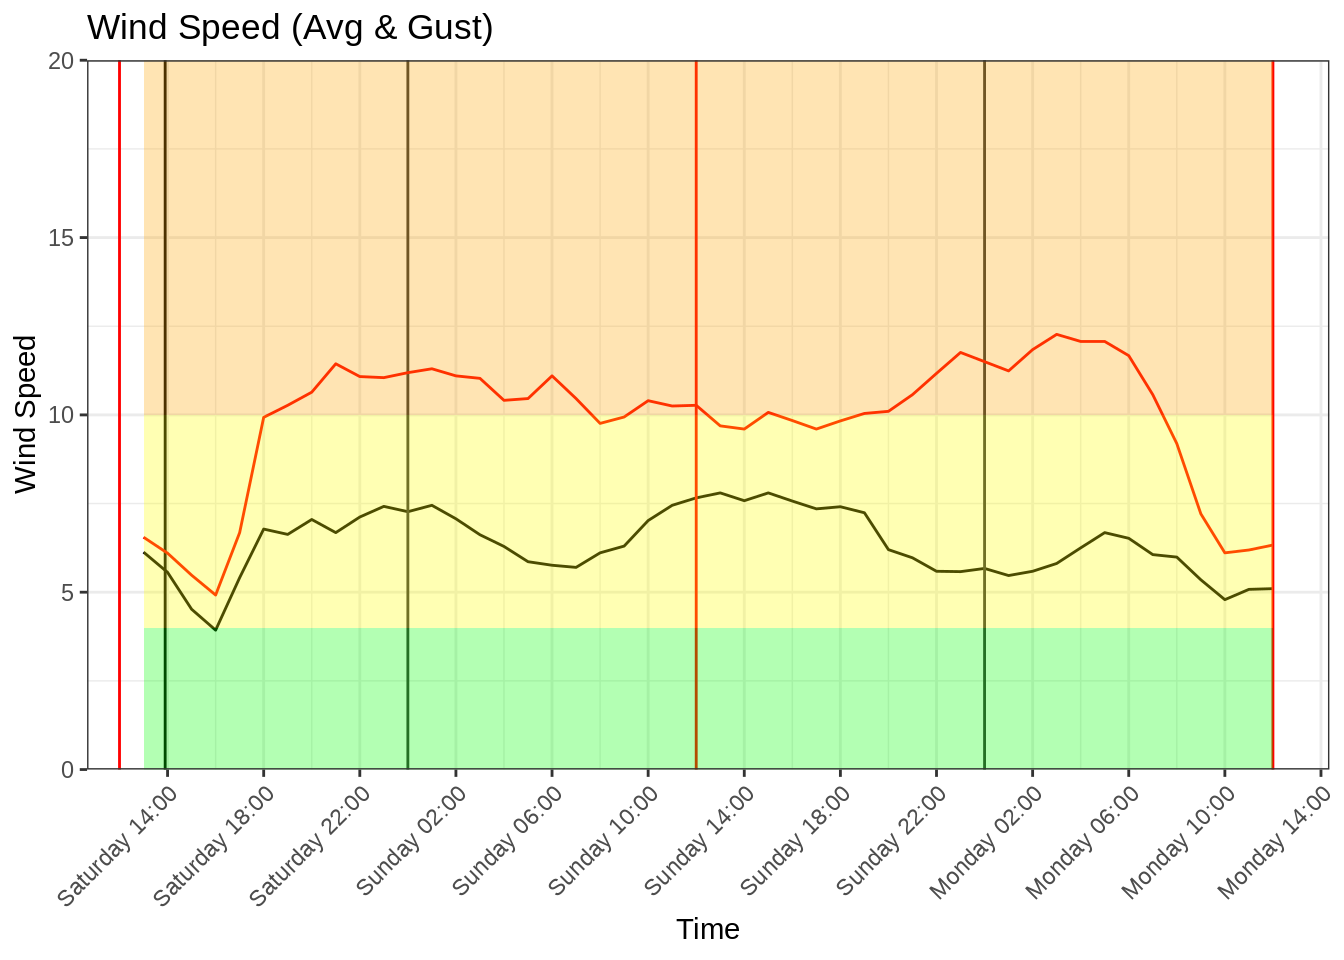 Wind Speed (Avg & Gust)
20
15
10
5
0
Wind Speed
Saturday 14:00
Saturday 18:00
Saturday 22:00
Sunday 02:00
Sunday 06:00
Sunday 10:00
Sunday 14:00
Sunday 18:00
Sunday 22:00
Monday 02:00
Monday 06:00
Monday 10:00
Monday 14:00
Time